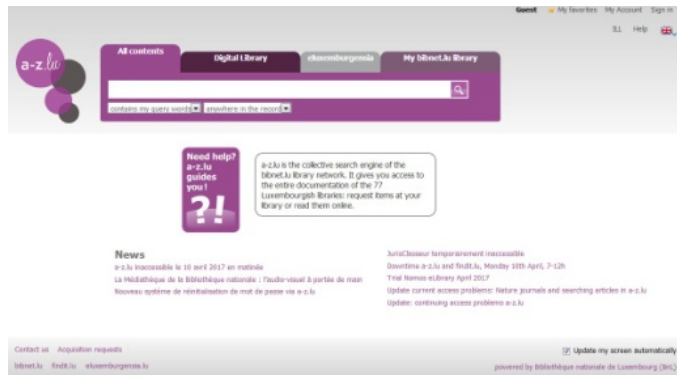 Guest My favorites My Account Sign in
ILL Help
a-z.lu
All contents Digital Library eluxemburgensia My bibnet.lu library
contains my query words anywhere in the record
Need help?
a-z.lu
guides
you!
?!
a-z.lu is the collective search engine of the
bibnet.lu library network. It gives you access to
the entire documentation of the 77
Luxembourgish libraries: request items at your
library or read them online.
News
a-z.lu inaccessible le 10 avril 2017 en matinée
La Médiathèque de la Bibliothèque nationale : l'audio-visuel à portée de main
Nouveau système de réinitialisation de mot de passe via a-z.lu
JurisClasseur temporairement inaccessible
Downtime a-z.lu and findit.lu, Monday 10th April, 7-12h
Trial Nomos eLibrary April 2017
Update current access problems: Nature journals and searching articles in a-z.lu
Update: continuing access problems a-z.lu
Contact us Acquisition requests
Update my screen automatically
bibnet.lu findit.lu eluxemburgensia.lu
powered by Bibliothèque nationale de Luxembourg (BnL)